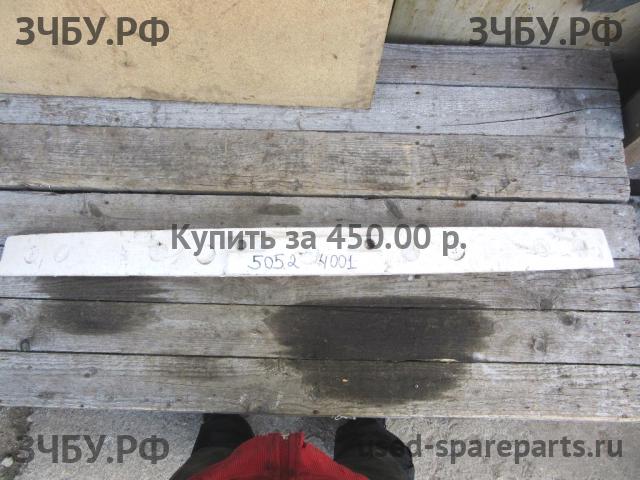 ЗЧБУ.РФ ЗЧБУ.РФ
Купить за 450.00 р.
5052 4001
ЗЧБУ.РФ used-spareparts.ru